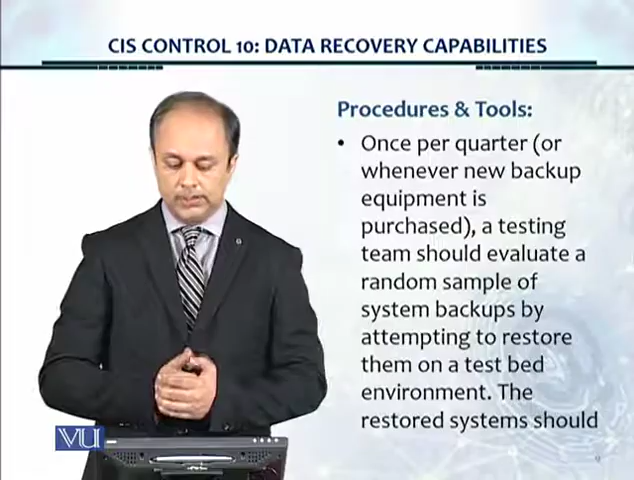 CIS CONTROL 10: DATA RECOVERY CAPABILITIES
Procedures & Tools:
• Once per quarter (or
whenever new backup
equipment is
purchased), a testing
team should evaluate a
random sample of
system backups by
attempting to restore
them on a test bed
environment. The
restored systems should
VU
9